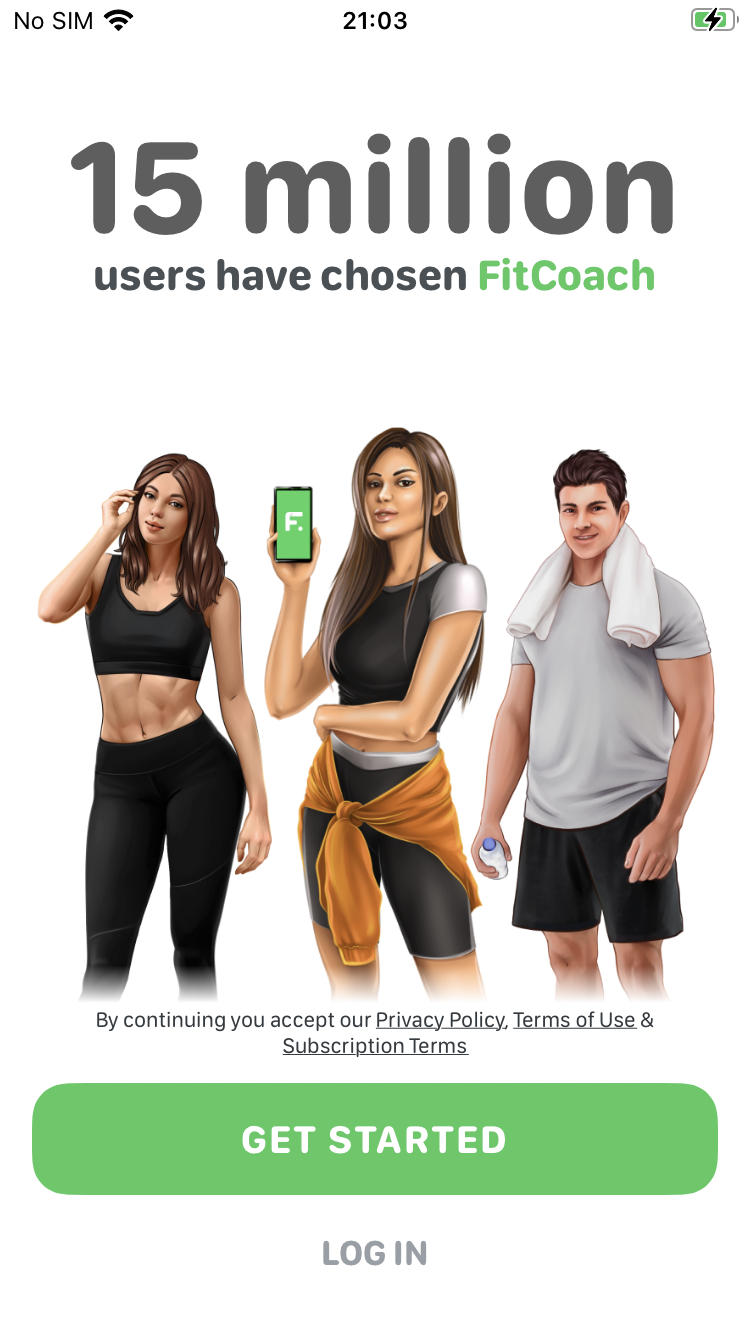 No SIM 21:03
15 million
users have chosen FitCoach
F.
By continuing you accept our Privacy Policy, Terms of Use &
Subscription Terms
GET STARTED
LOG IN